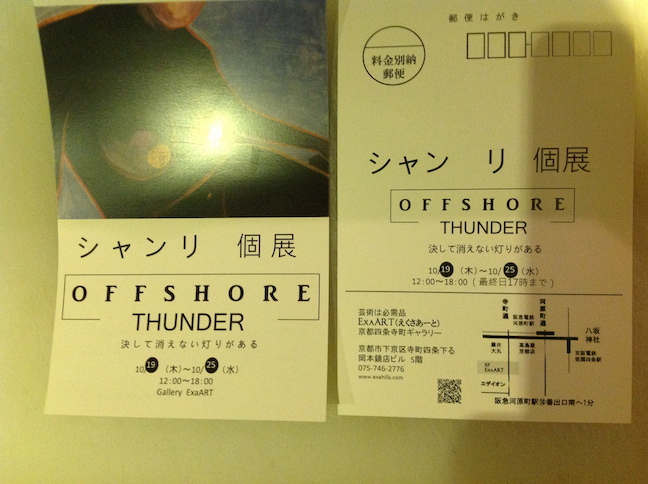 シャンリ 個展
OFFSHORE
THUNDER
決して消えない灯りがある
10/19（木）～10/25（水）
12:00～18:00
Gallery ExaART
郵便はがき
料金別納
郵便
シャン リ 個展
OFFSHORE
THUNDER
決して消えない灯りがある
10/19（木）～10/25（水）
12:00～18:00（最終日17時まで）
芸術は必需品
ExaART（えくさあーと）
京都四条寺町ギャラリー
京都市下京区寺町四条下る
岡本鏡店ビル 5階
075-746-2776
www.exahills.com
寺町通
河原町通
阪急電鉄
河原町駅
八坂
神社
藤井
大丸
高島屋
京都店
京阪電鉄
祇園四条駅
5F
ExaART
エディオン
阪急河原町駅⑩番出口南へ1分